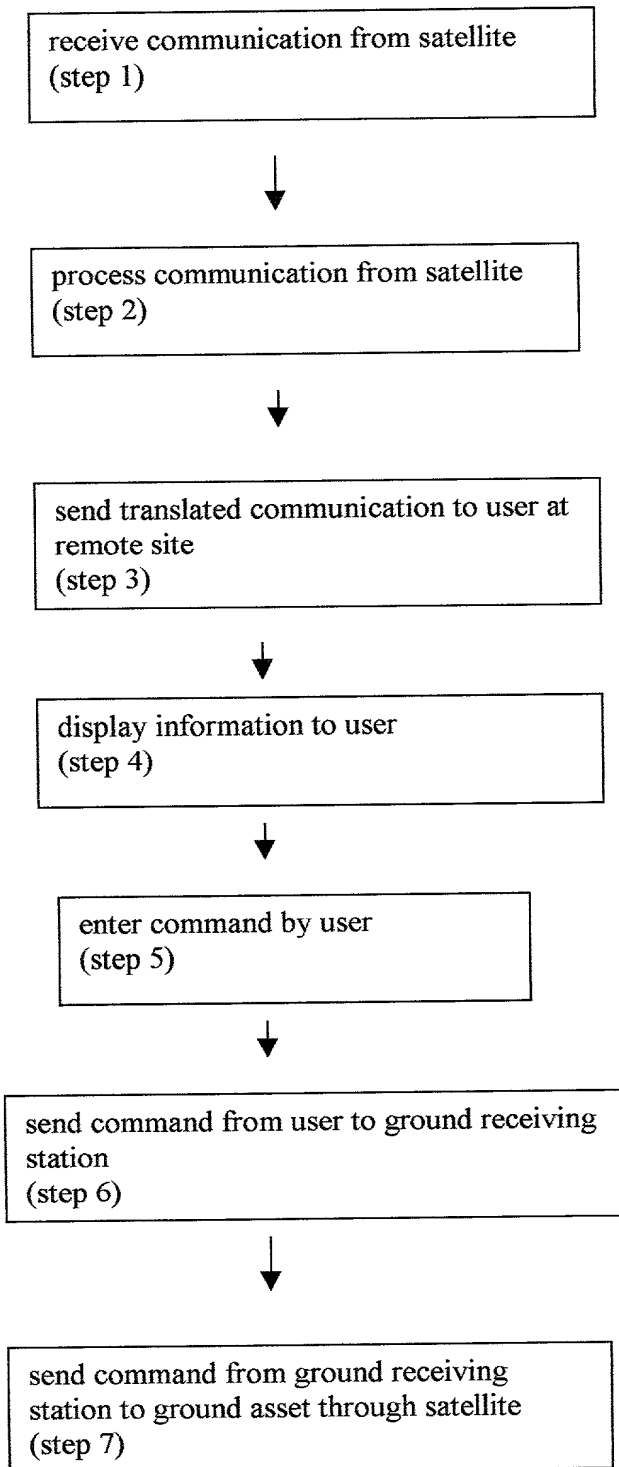 receive communication from satellite
(step 1)
process communication from satellite
(step 2)
send translated communication to user at
remote site
(step 3)
display information to user
(step 4)
enter command by user
(step 5)
send command from user to ground receiving
station
(step 6)
send command from ground receiving
station to ground asset through satellite
(step 7)